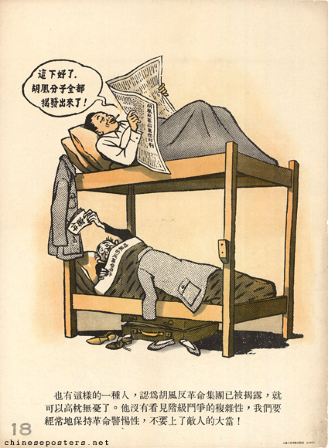 這下好了．
胡風分子全部
揭發出來了！
也有這樣的一種人，認爲胡風反革命集團已被揭露，就
可以高枕無憂了。他沒有看見階級鬥爭的複雜性，我們要
經常地保持革命警惕性，不要上了敵人的大當！
18
chineseposters.net